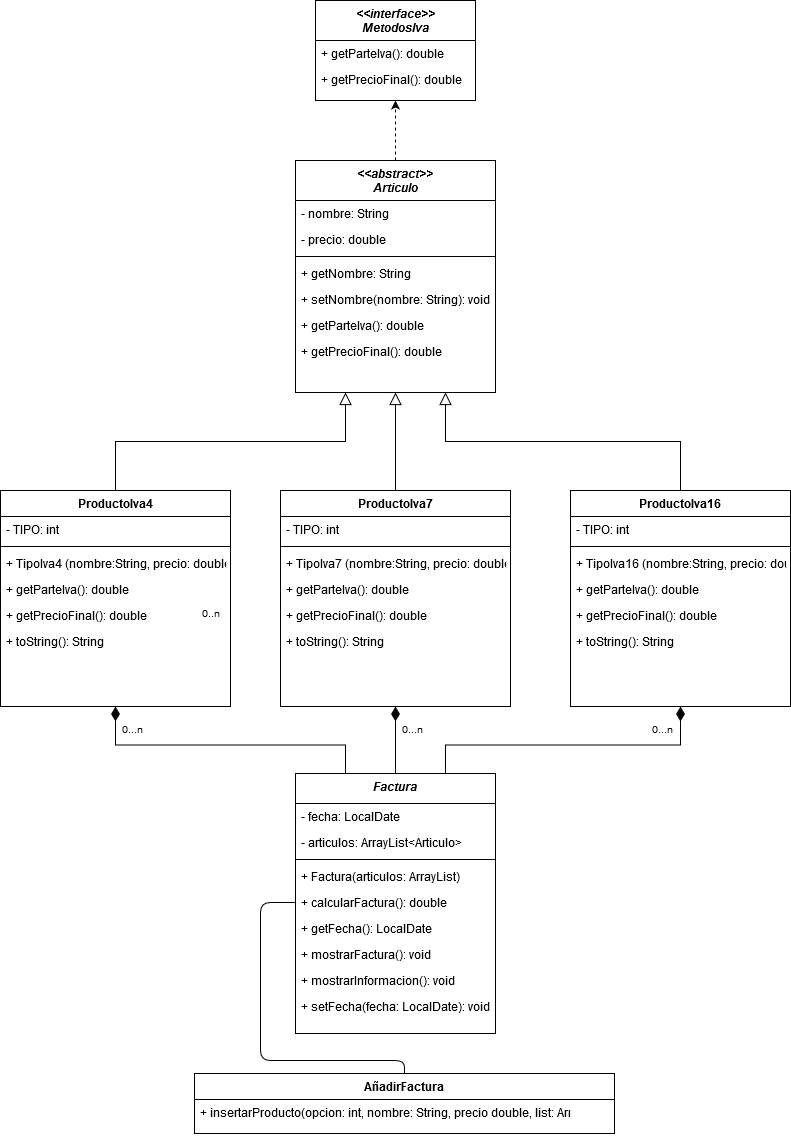 <<interface>>
MetodosIva
+ getParteIva(): double
+ getPrecioFinal(): double
<<abstract>>
Articulo
- nombre: String
- precio: double
+ getNombre: String
+ setNombre(nombre: String): void
+ getParteIva(): double
+ getPrecioFinal(): double
ProductoIva4
- TIPO: int
+ TipoIva4 (nombre:String, precio: double
+ getParteIva(): double
+ getPrecioFinal(): double
0..n
+ toString(): String
0...n
ProductoIva7
- TIPO: int
+ TipoIva7 (nombre:String, precio: double
+ getParteIva(): double
+ getPrecioFinal(): double
+ toString(): String
0...n
ProductoIva16
- TIPO: int
+ TipoIva16 (nombre:String, precio: dou
+ getParteIva(): double
+ getPrecioFinal(): double
+ toString(): String
0...n
Factura
- fecha: LocalDate
- articulos: ArrayList<Articulo>
+ Factura(articulos: ArrayList)
+ calcularFactura(): double
+ getFecha(): LocalDate
+ mostrarFactura(): void
+ mostrarInformacion(): void
+ setFecha(fecha: LocalDate): void
AñadirFactura
+ insertarProducto(opcion: int, nombre: String, precio double, list: Arr